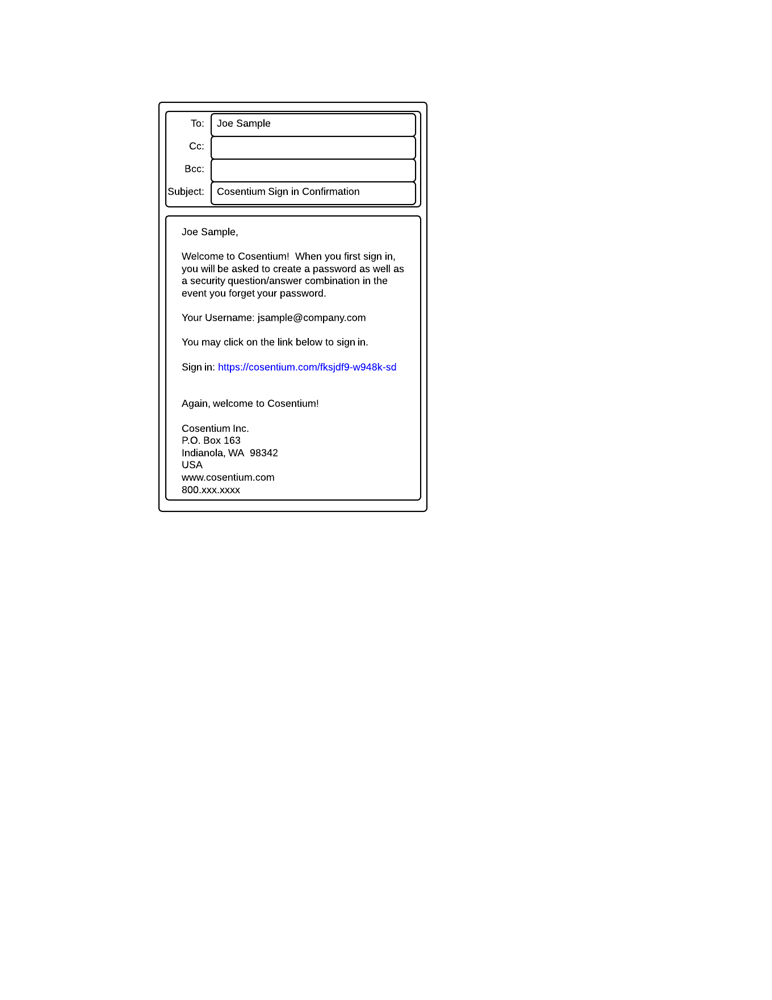 To: Joe Sample
Cc:
Bcc:
Subject: Cosentium Sign in Confirmation
Joe Sample,
Welcome to Cosentium!  When you first sign in,
you will be asked to create a password as well as
a security question/answer combination in the
event you forget your password.
Your Username: jsample@company.com
You may click on the link below to sign in.
Sign in: https://cosentium.com/fksjdf9-w948k-sd
Again, welcome to Cosentium!
Cosentium Inc.
P.O. Box 163
Indianola, WA  98342
USA
www.cosentium.com
800.xxx.xxxx